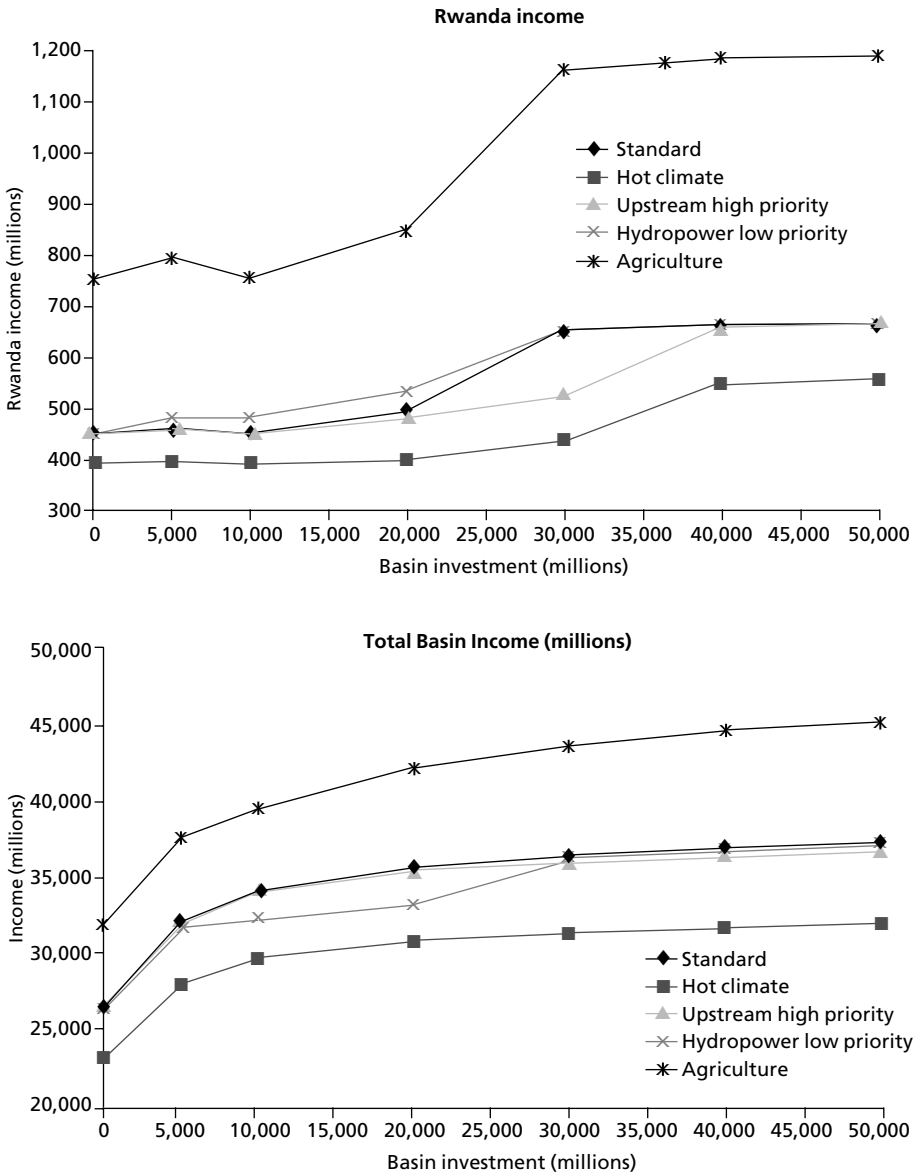 Rwanda income
1,200
1,100
1,000
900
800
700
600
500
400
300
Rwanda income (millions)
Standard
Hot climate
Upstream high priority
Hydropower low priority
Agriculture
0 5,000 10,000 15,000 20,000 25,000 30,000 35,000 40,000 45,000 50,000
Basin investment (millions)
Total Basin Income (millions)
50,000
45,000
40,000
35,000
30,000
25,000
20,000
Income (millions)
Standard
Hot climate
Upstream high priority
Hydropower low priority
Agriculture
0 5,000 10,000 15,000 20,000 25,000 30,000 35,000 40,000 45,000 50,000
Basin investment (millions)